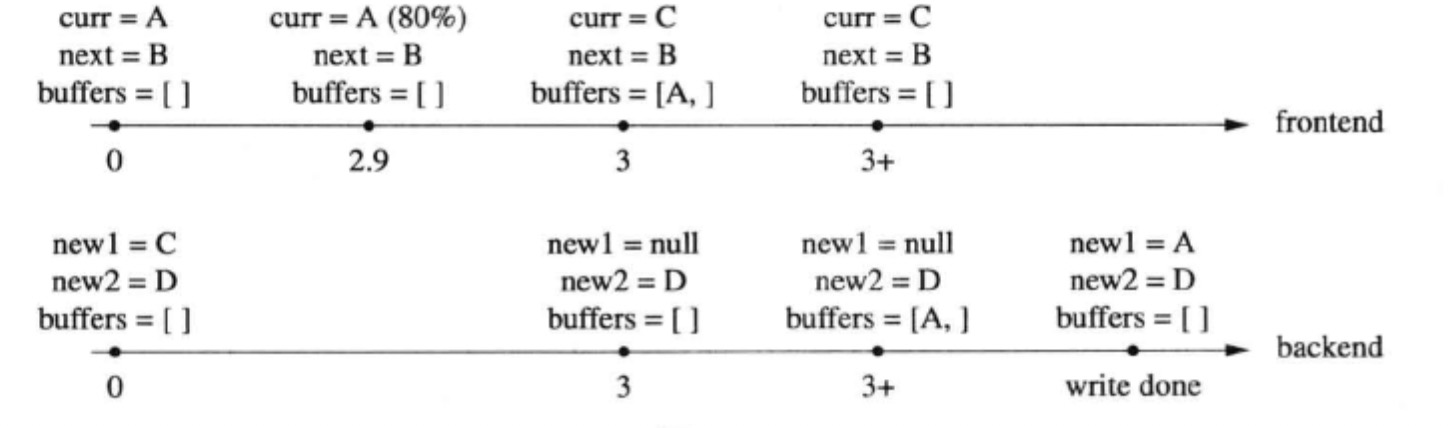 curr = A curr = A (80%) curr = C curr = C
next = B next = B next = B next = B
buffers = [ ] buffers = [ ] buffers = [A, ] buffers = [ ]
frontend
0 2.9 3 3+
new1 = C new1 = null new1 = null new1 = A
new2 = D new2 = D new2 = D new2 = D
buffers = [ ] buffers = [ ] buffers = [A, ] buffers = [ ]
backend
0 3 3+ write done